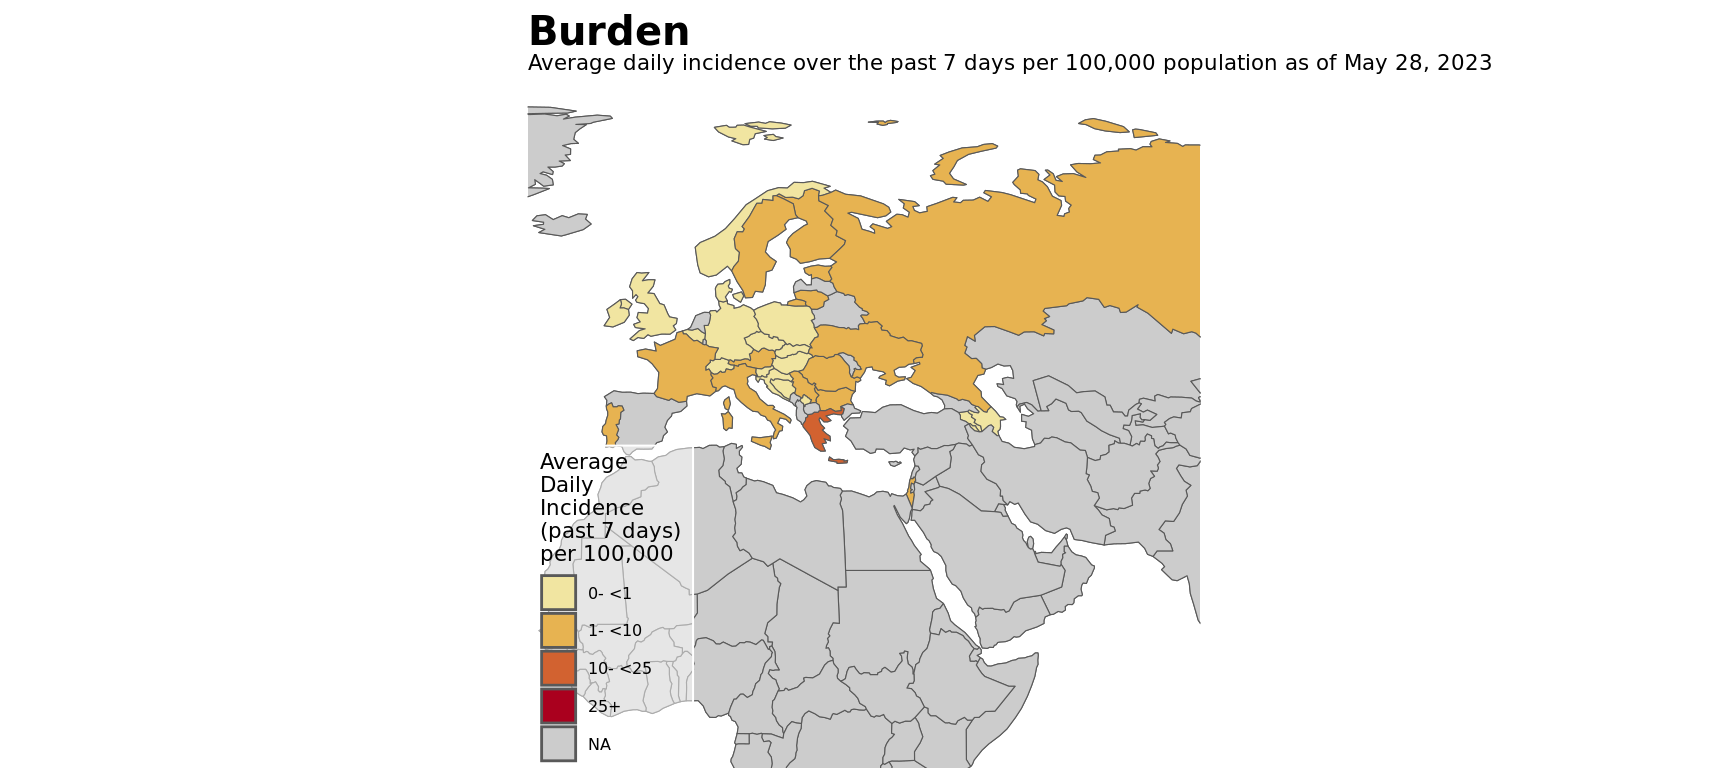 Burden
Average daily incidence over the past 7 days per 100,000 population as of May 28, 2023
Average
Daily
Incidence
(past 7 days)
per 100,000
0- <1
1- <10
10- <25
25+
NA